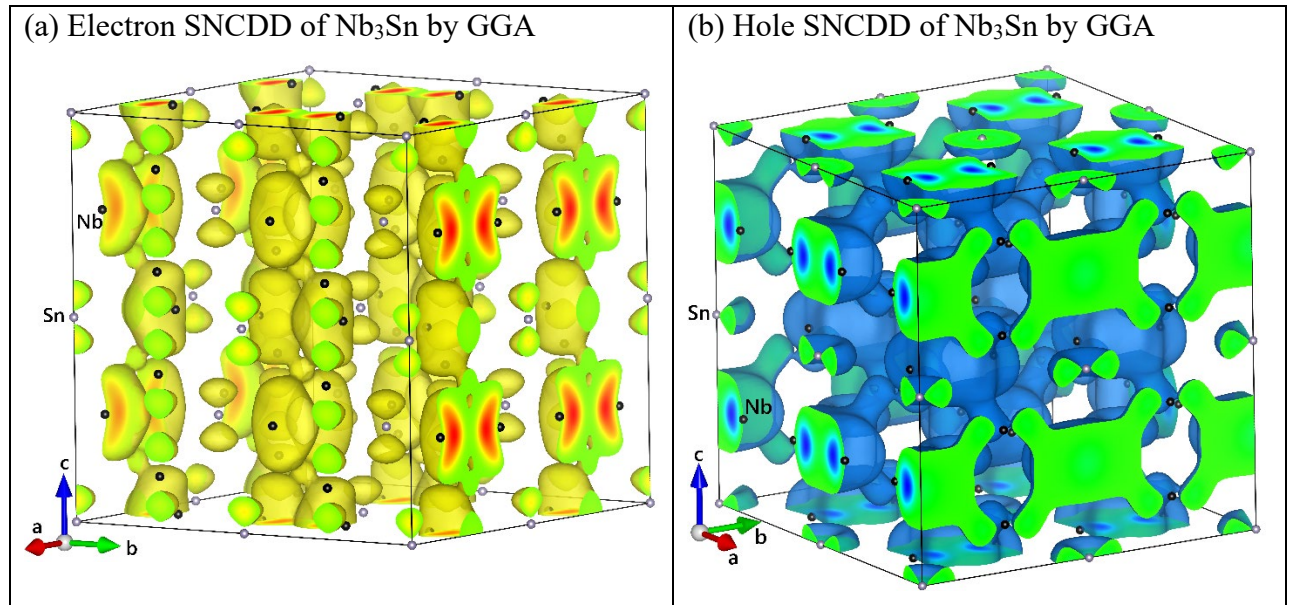 (a) Electron SNCDD of Nb₃Sn by GGA
Nb
Sn
c
a
b
(b) Hole SNCDD of Nb₃Sn by GGA
Sn
Nb
c
b
a